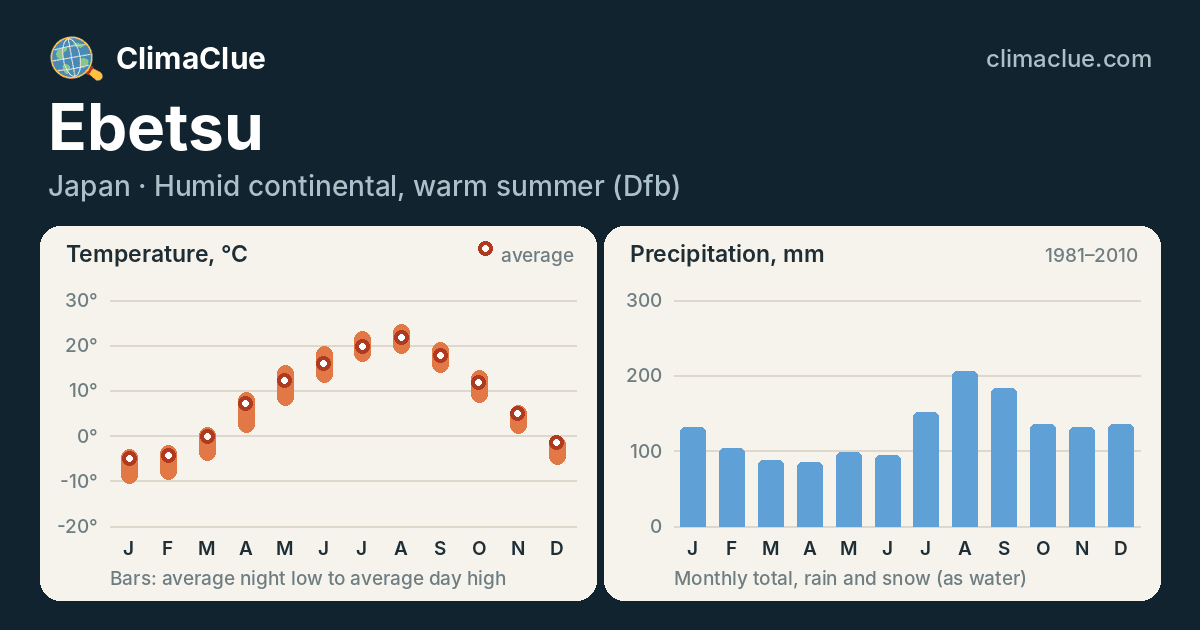 ClimaClue
climaclue.com
Ebetsu
Japan · Humid continental, warm summer (Dfb)
Temperature, °C
average
30°
20°
10°
0°
-10°
-20°
J F M A M J J A S O N D
Bars: average night low to average day high
Precipitation, mm
1981–2010
300
200
100
0
J F M A M J J A S O N D
Monthly total, rain and snow (as water)